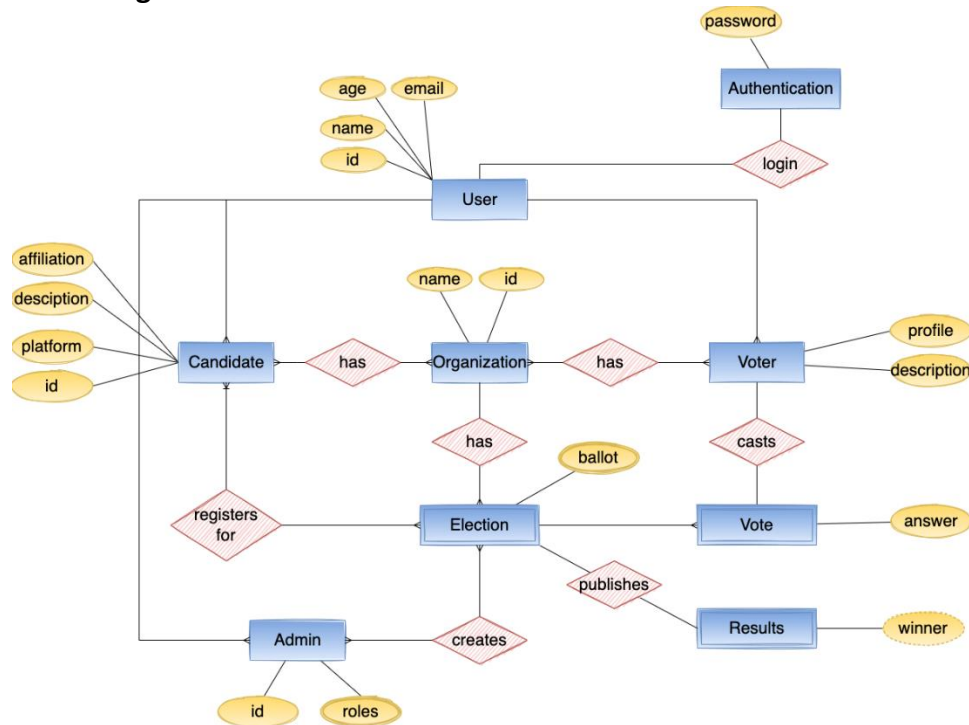 password
Authentication
age
email
name
id
login
User
affiliation
desciption
platform
id
name
id
profile
description
Candidate
has
Organization
has
Voter
has
casts
ballot
registers
for
Election
Vote
answer
publishes
Admin
creates
Results
winner
id
roles